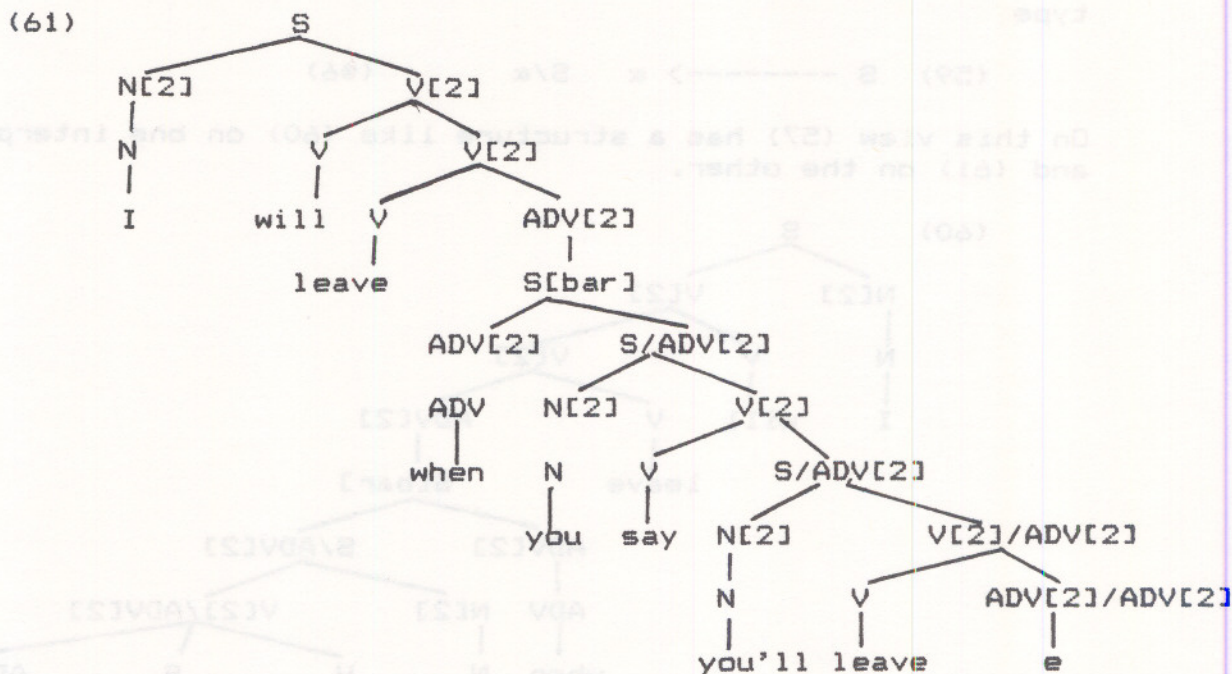 (61) S
N[2] V[2]
N V V[2]
I will V ADV[2]
leave S[bar]
ADV[2] S/ADV[2]
ADV N[2] V[2]
when N V S/ADV[2]
you say N[2] V[2]/ADV[2]
N V ADV[2]/ADV[2]
you'll leave e